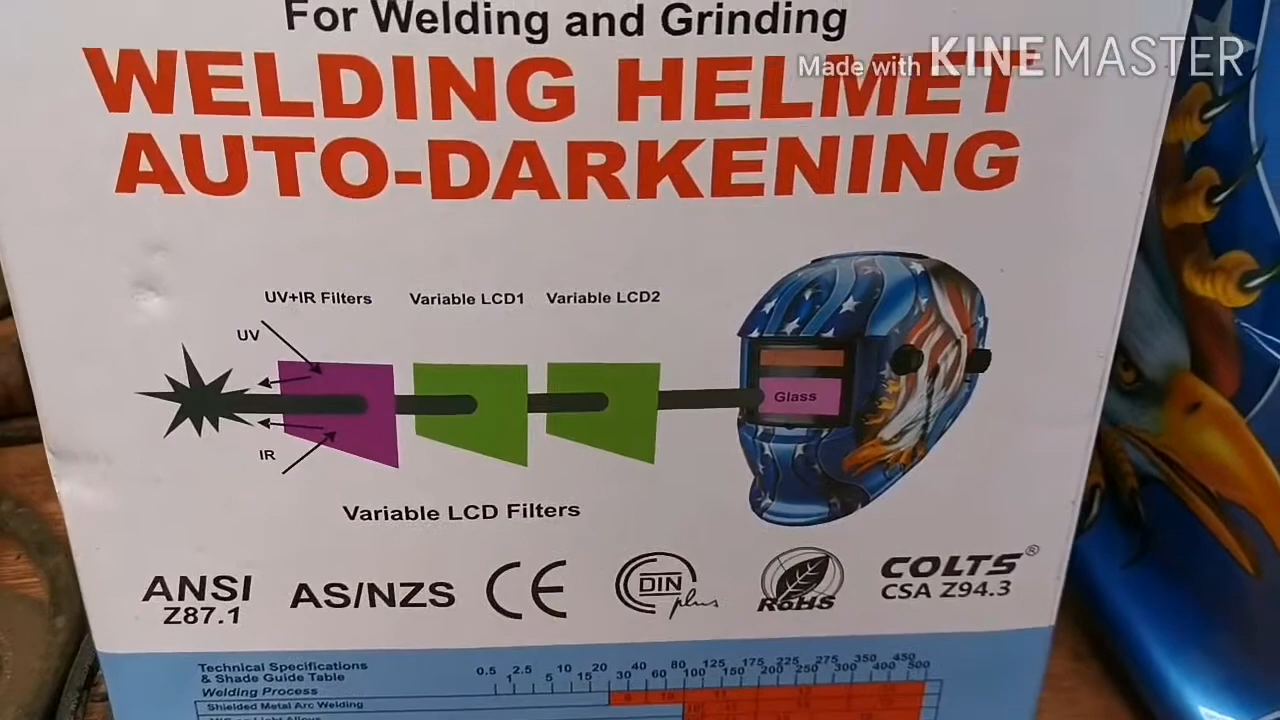 For Welding and Grinding
Made with KINEMASTER
WELDING HELMET
AUTO-DARKENING
UV+IR Filters Variable LCD1 Variable LCD2
UV
Glass
IR
Variable LCD Filters
ANSI
Z87.1
AS/NZS
CE
DIN
plus
RoHS
COLTS®
CSA Z94.3
Technical Specifications
& Shade Guide Table
0.5 2.5 10 20 40 80 125 175 225 275 350 450
1 5 15 30 60 100 150 200 250 300 400 500
Welding Process
Shielded Metal Arc Welding